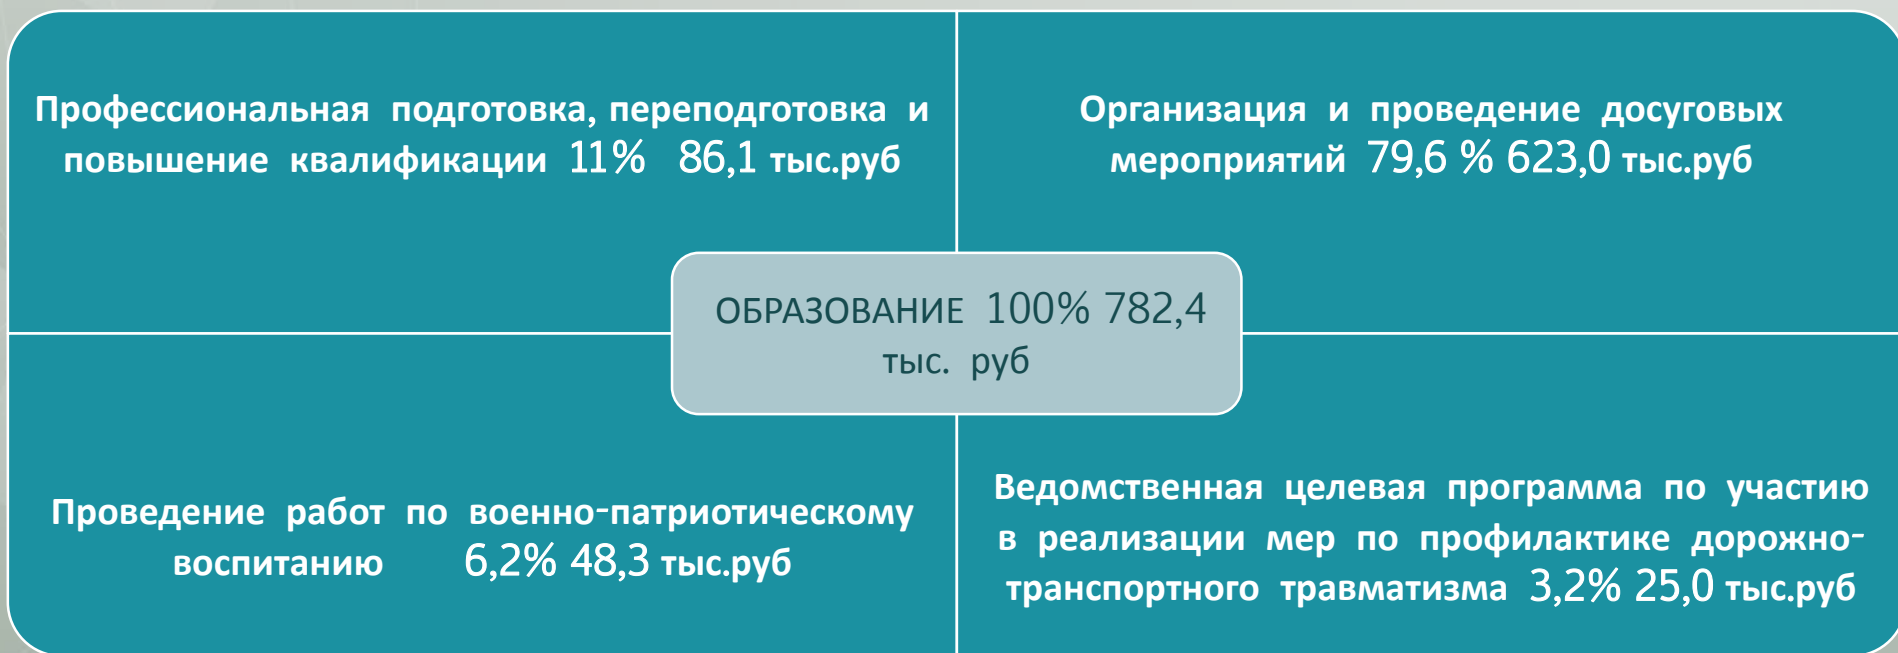 Профессиональная подготовка, переподготовка и
повышение квалификации 11% 86,1 тыс.руб
Организация и проведение досуговых
мероприятий 79,6 % 623,0 тыс.руб
ОБРАЗОВАНИЕ 100% 782,4
тыс. руб
Проведение работ по военно-патриотическому
воспитанию 6,2% 48,3 тыс.руб
Ведомственная целевая программа по участию
в реализации мер по профилактике дорожно-
транспортного травматизма 3,2% 25,0 тыс.руб